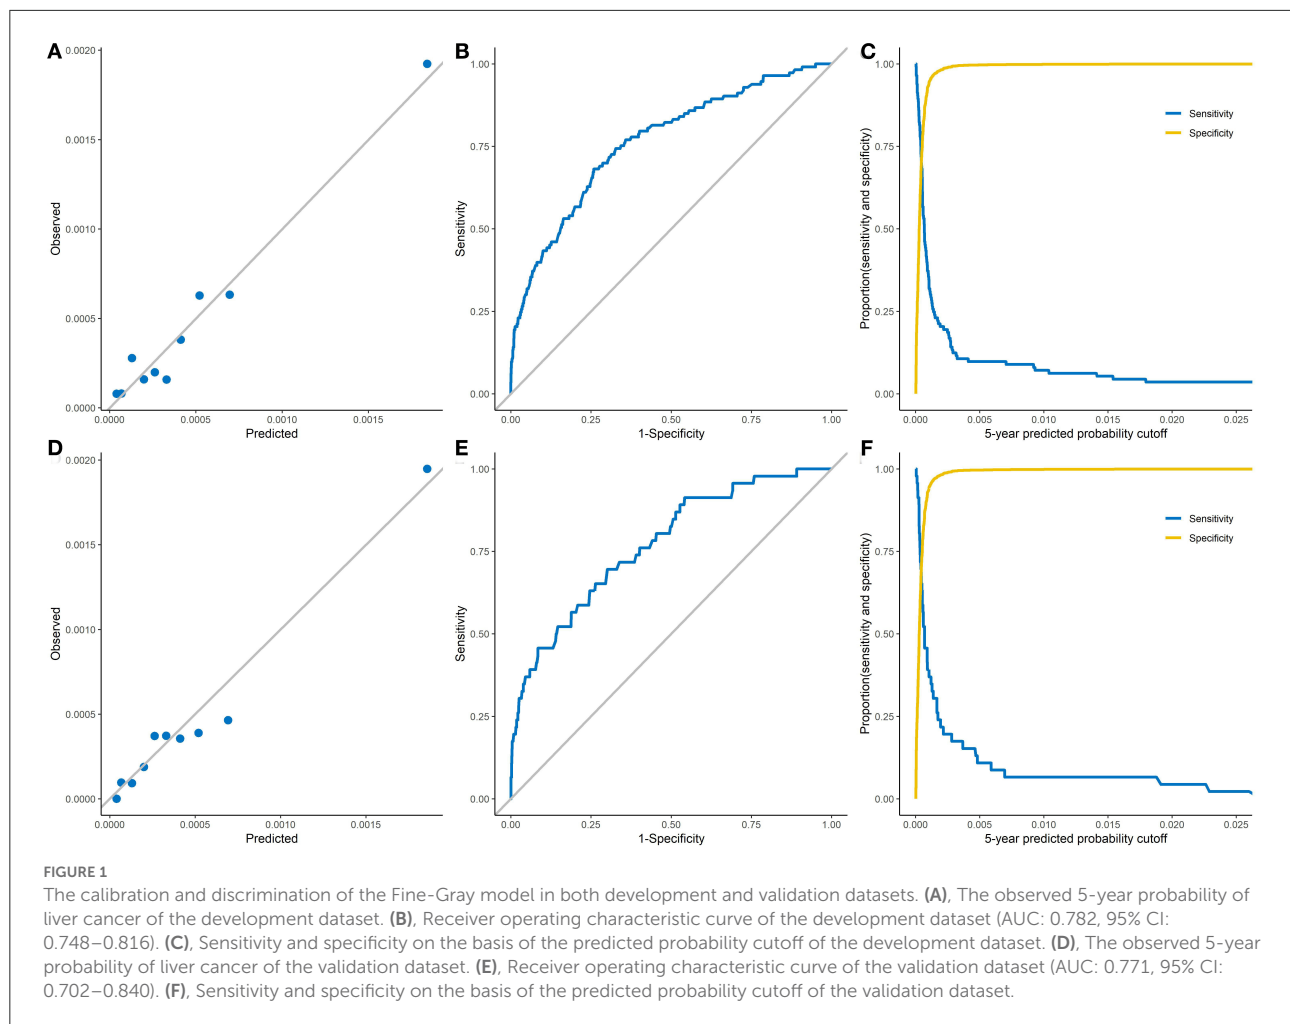 A
0.0020
0.0015
0.0010
0.0005
0.0000
Observed
0.0000
0.0005
0.0010
0.0015
Predicted
B
1.00
0.75
0.50
0.25
0.00
Sensitivity
0.00
0.25
0.50
0.75
1.00
1-Specificity
C
1.00
0.75
0.50
0.25
0.00
Proportion(sensitivity and specificity)
Sensitivity
Specificity
0.000
0.005
0.010
0.015
0.020
0.025
5-year predicted probability cutoff
D
0.0020
0.0015
0.0010
0.0005
0.0000
Observed
0.0000
0.0005
0.0010
0.0015
Predicted
E
1.00
0.75
0.50
0.25
0.00
Sensitivity
0.00
0.25
0.50
0.75
1.00
1-Specificity
F
1.00
0.75
0.50
0.25
0.00
Proportion(sensitivity and specificity)
Sensitivity
Specificity
0.000
0.005
0.010
0.015
0.020
0.025
5-year predicted probability cutoff
FIGURE 1
The calibration and discrimination of the Fine-Gray model in both development and validation datasets. (A), The observed 5-year probability of
liver cancer of the development dataset. (B), Receiver operating characteristic curve of the development dataset (AUC: 0.782, 95% CI:
0.748–0.816). (C), Sensitivity and specificity on the basis of the predicted probability cutoff of the development dataset. (D), The observed 5-year
probability of liver cancer of the validation dataset. (E), Receiver operating characteristic curve of the validation dataset (AUC: 0.771, 95% CI:
0.702–0.840). (F), Sensitivity and specificity on the basis of the predicted probability cutoff of the validation dataset.